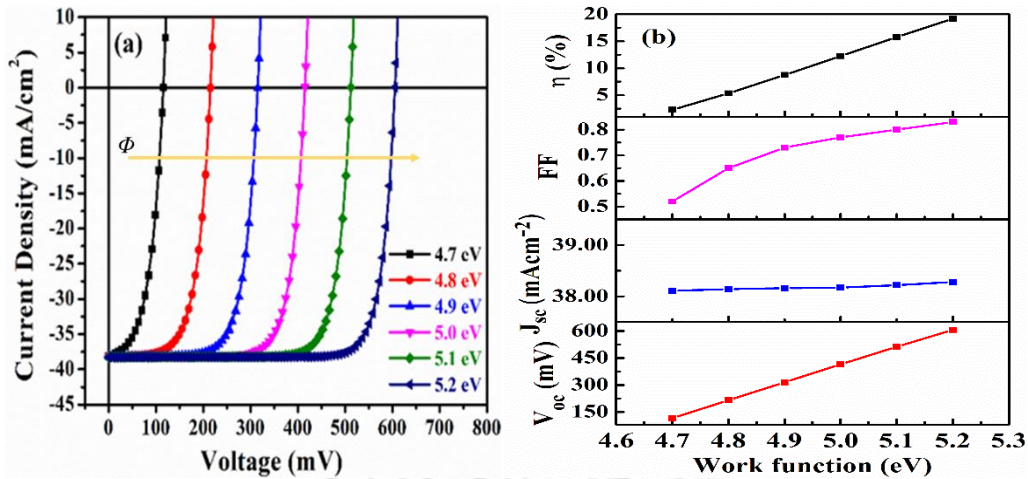 (a)
Current Density (mA/cm²)
10
5
0
-5
-10
-15
-20
-25
-30
-35
-40
-45
Φ
4.7 eV
4.8 eV
4.9 eV
5.0 eV
5.1 eV
5.2 eV
0 100 200 300 400 500 600 700 800
Voltage (mV)
(b)
η (%)
20
15
10
5
FF
0.8
0.7
0.6
0.5
J_sc (mAcm⁻²)
39.00
38.00
V_oc (mV)
600
450
300
150
4.6 4.7 4.8 4.9 5.0 5.1 5.2 5.3
Work function (eV)